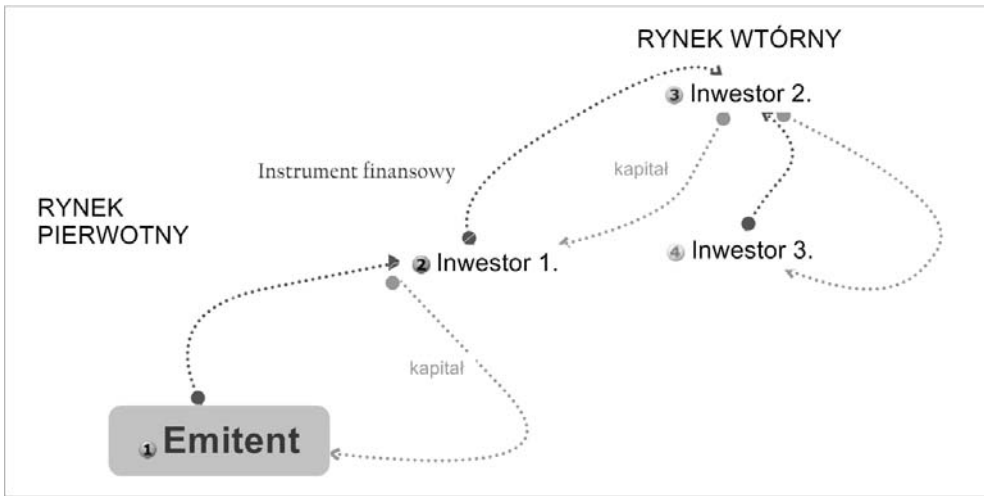 RYNEK WTÓRNY
3 Inwestor 2.
Instrument finansowy
kapitał
RYNEK
PIERWOTNY
4 Inwestor 3.
2 Inwestor 1.
kapitał
1 Emitent